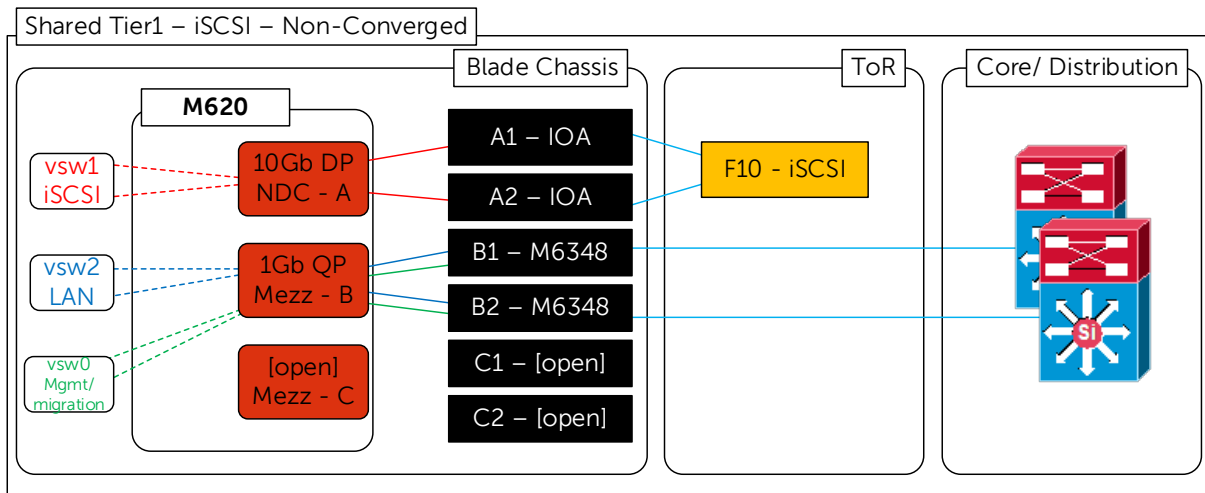 Shared Tier1 – iSCSI – Non-Converged
Blade Chassis
ToR
Core/ Distribution
M620
vsw1
iSCSI
10Gb DP
NDC - A
A1 – IOA
A2 – IOA
F10 - iSCSI
vsw2
LAN
1Gb QP
Mezz - B
B1 – M6348
B2 – M6348
vsw0
Mgmt/
migration
[open]
Mezz - C
C1 – [open]
C2 – [open]
Si